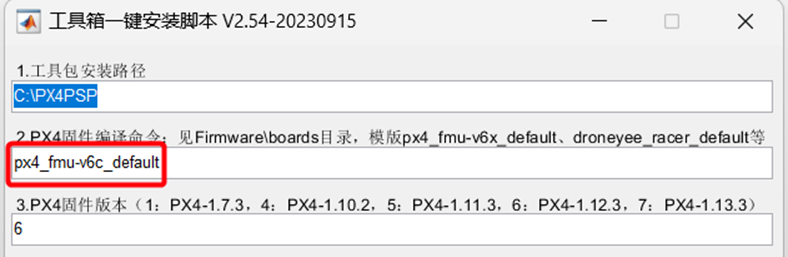 工具箱一键安装脚本 V2.54-20230915
1.工具包安装路径
C:\PX4PSP
2.PX4固件编译命令：见Firmware\boards目录，模版px4_fmu-v6x_default、droneyee_racer_default等
px4_fmu-v6c_default
3.PX4固件版本（1：PX4-1.7.3，4：PX4-1.10.2，5：PX4-1.11.3，6：PX4-1.12.3，7：PX4-1.13.3）
6